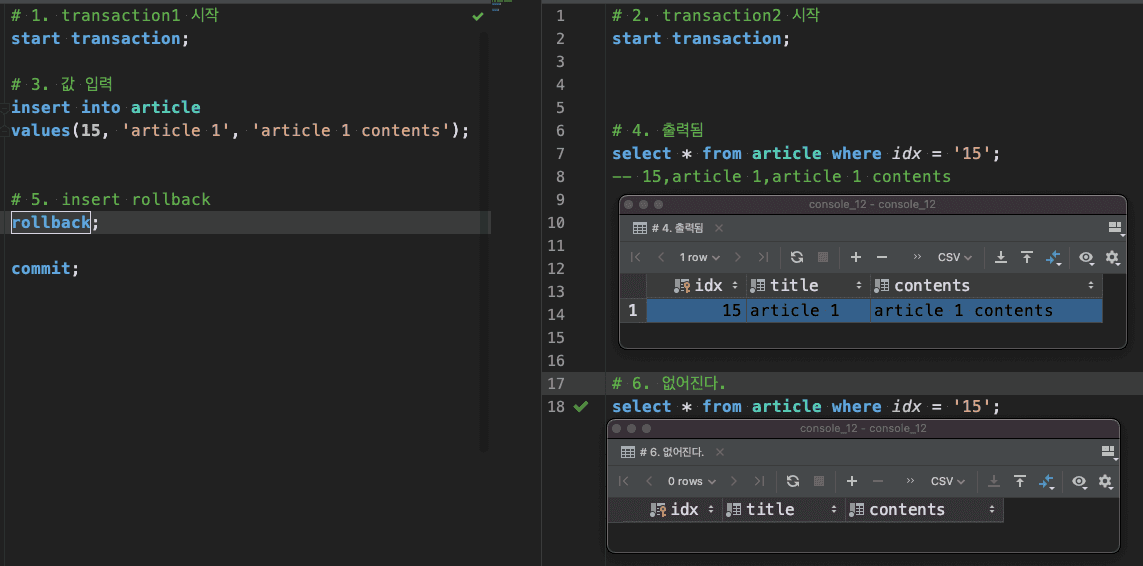 # 1. transaction1 시작
start transaction;
# 3. 값 입력
insert into article
values(15, 'article 1', 'article 1 contents');
# 5. insert rollback
rollback;
commit;
1 # 2. transaction2 시작
2 start transaction;
3
4
5
6 # 4. 출력됨
7 select * from article where idx = '15';
8 -- 15,article 1,article 1 contents
9
10
11
12
13
14
15
16
17 # 6. 없어진다.
18 select * from article where idx = '15';
console_12 - console_12
# 4. 출력됨
1 row CSV
idx title contents
1 15 article 1 article 1 contents
console_12 - console_12
# 6. 없어진다.
0 rows CSV
idx title contents